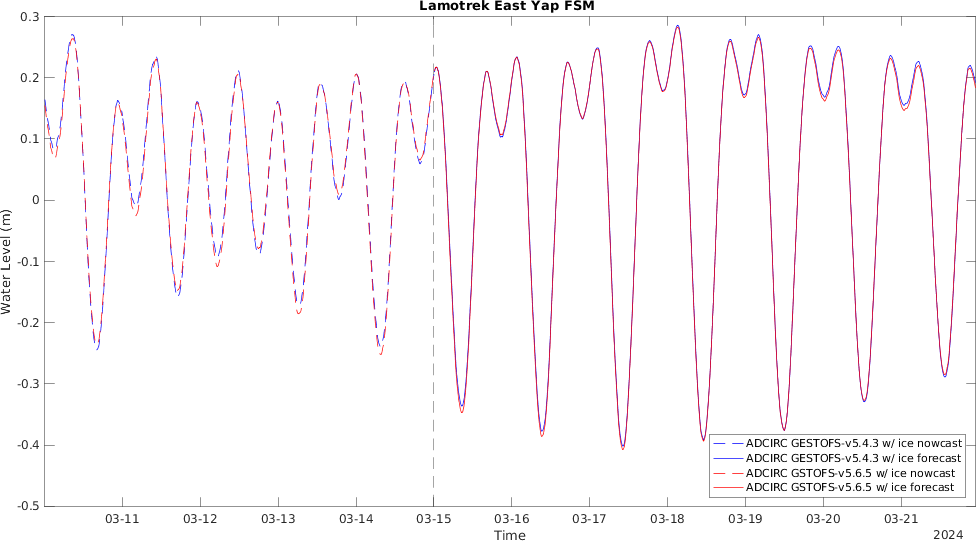 Lamotrek East Yap FSM
0.3
0.2
0.1
0
-0.1
-0.2
-0.3
-0.4
-0.5
Water Level (m)
ADCIRC GESTOFS-v5.4.3 w/ ice nowcast
ADCIRC GESTOFS-v5.4.3 w/ ice forecast
ADCIRC GSTOFS-v5.6.5 w/ ice nowcast
ADCIRC GSTOFS-v5.6.5 w/ ice forecast
03-11 03-12 03-13 03-14 03-15 03-16 03-17 03-18 03-19 03-20 03-21
Time
2024